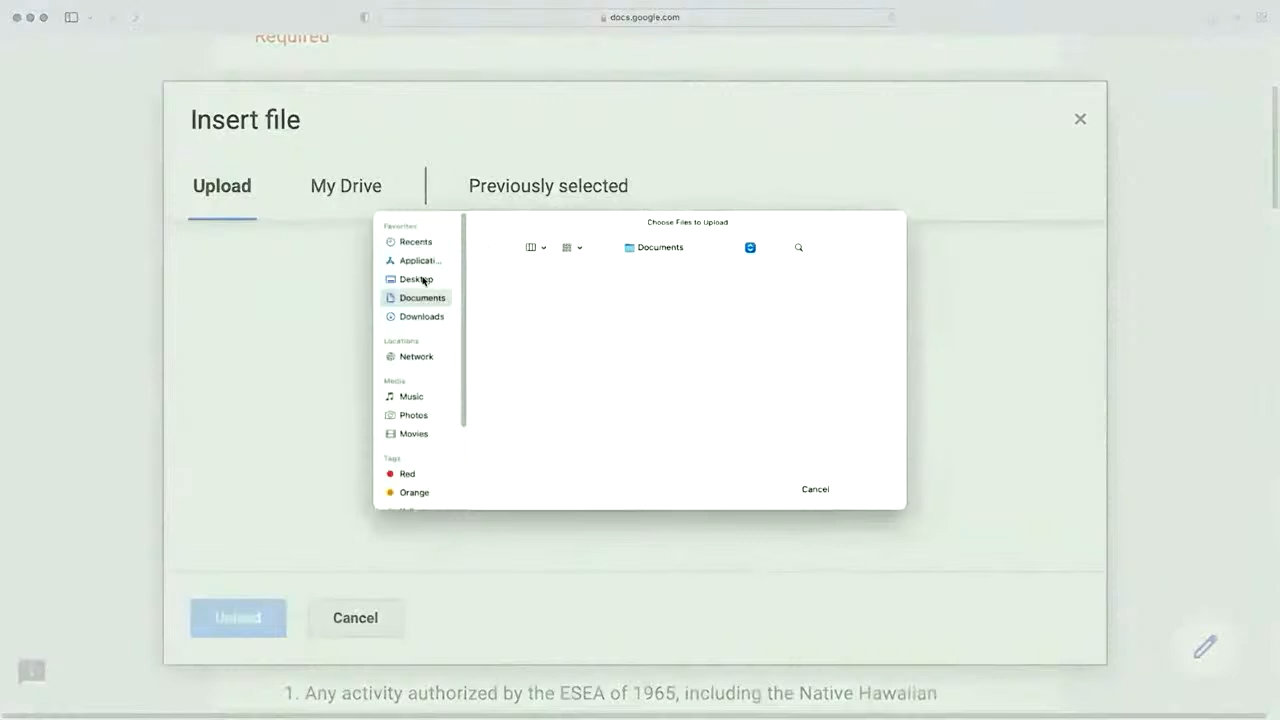 docs.google.com
Required
Insert file
Upload
My Drive
Previously selected
Choose Files to Upload
Favorites
Recents
Applicati...
Desktop
Documents
Downloads
Locations
Network
Media
Music
Photos
Movies
Tags
Red
Orange
Documents
Cancel
Upload
Cancel
1. Any activity authorized by the ESEA of 1965, including the Native Hawaiian